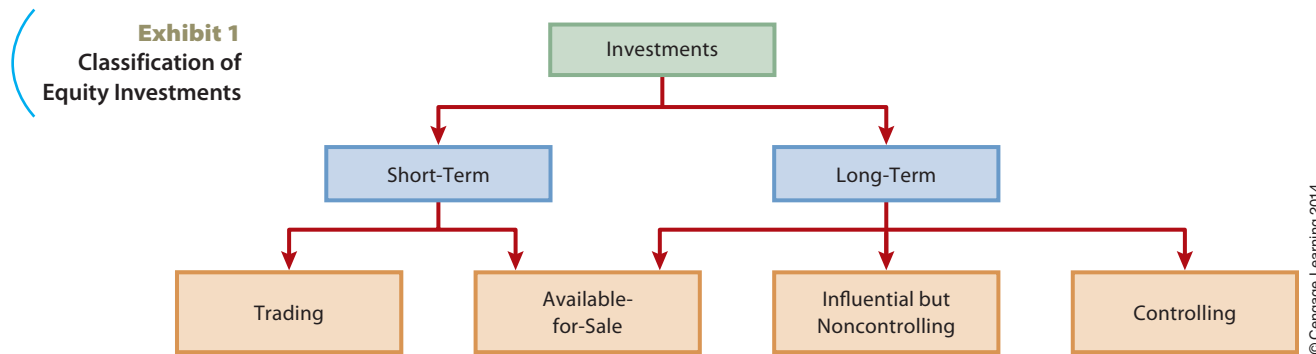 Exhibit 1
Classification of
Equity Investments
Investments
Short-Term
Long-Term
Trading
Available-
for-Sale
Influential but
Noncontrolling
Controlling
© Cengage Learning 2014